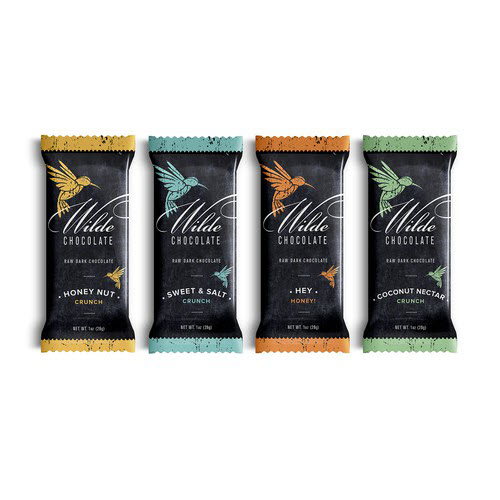 Wilde
CHOCOLATE
RAW DARK CHOCOLATE
• HONEY NUT •
CRUNCH
NET WT. 1oz (28g)
Wilde
CHOCOLATE
RAW DARK CHOCOLATE
• SWEET & SALT •
CRUNCH
NET WT. 1oz (28g)
Wilde
CHOCOLATE
RAW DARK CHOCOLATE
• HEY •
HONEY!
NET WT. 1oz (28g)
Wilde
CHOCOLATE
RAW DARK CHOCOLATE
• COCONUT NECTAR •
CRUNCH
NET WT. 1oz (28g)